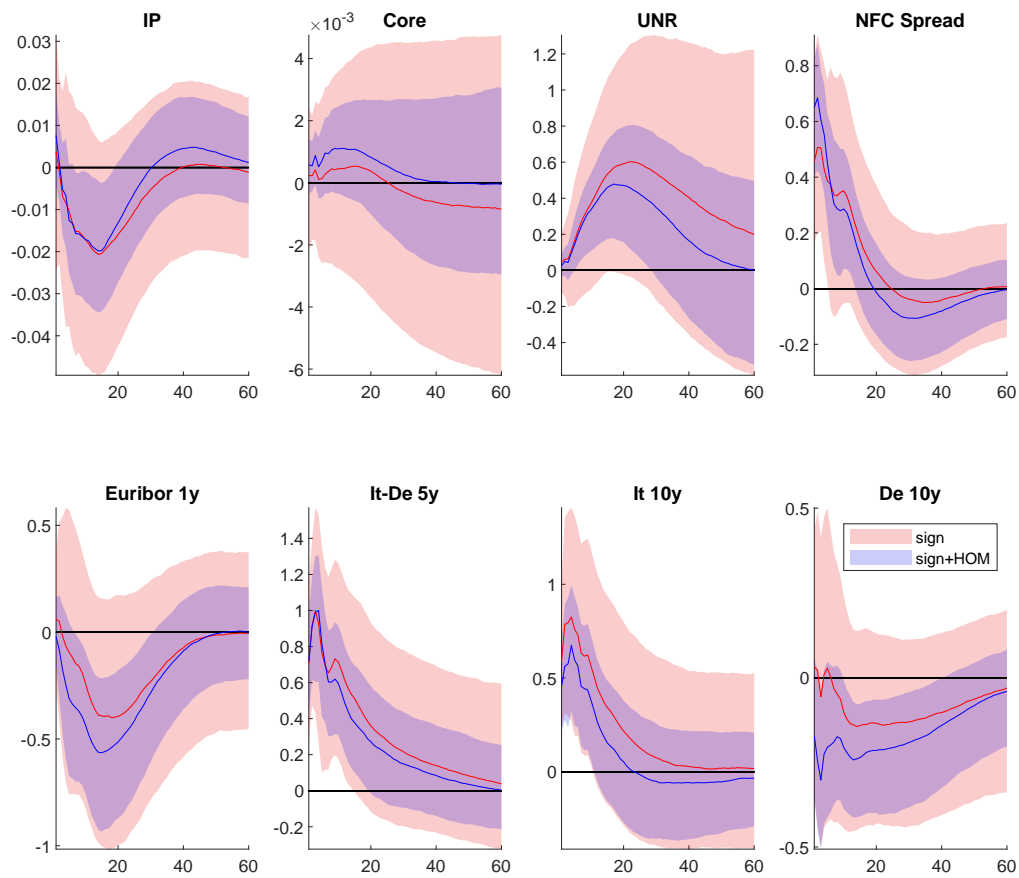 IP
Core
UNR
NFC Spread
0.03
0.02
0.01
0
-0.01
-0.02
-0.03
-0.04
20 40 60
×10⁻³
4
2
0
-2
-4
-6
20 40 60
1.2
1
0.8
0.6
0.4
0.2
0
-0.2
-0.4
20 40 60
0.8
0.6
0.4
0.2
0
-0.2
20 40 60
Euribor 1y
It-De 5y
It 10y
De 10y
0.5
0
-0.5
-1
20 40 60
1.4
1.2
1
0.8
0.6
0.4
0.2
0
-0.2
20 40 60
1
0.5
0
20 40 60
0.5
0
-0.5
20 40 60
sign
sign+HOM